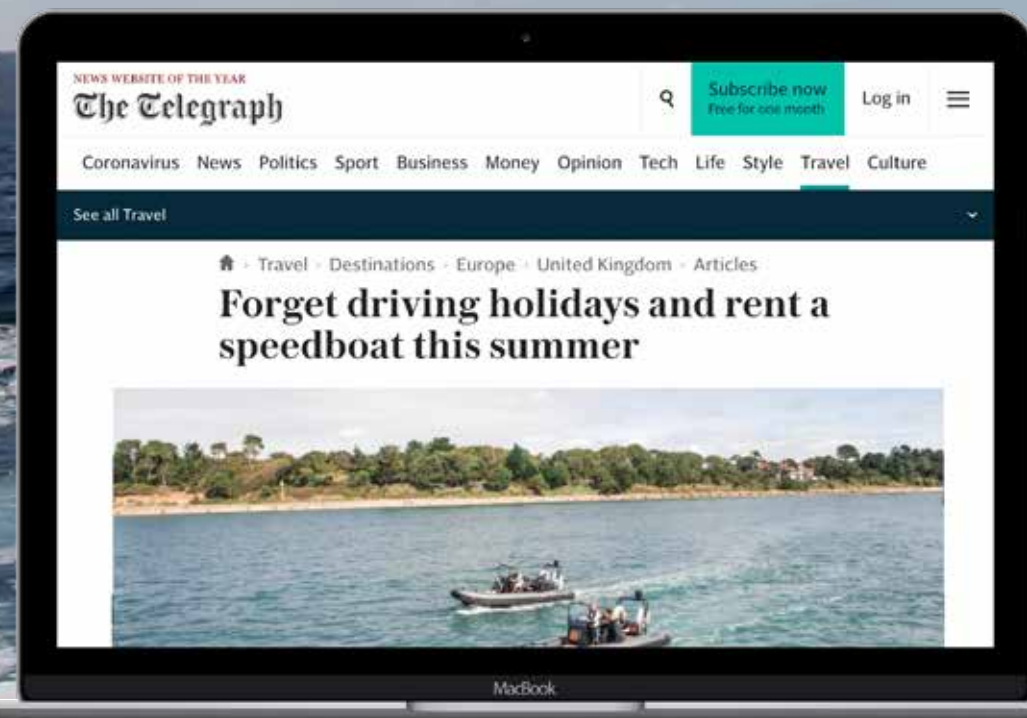 NEWS WEBSITE OF THE YEAR
The Telegraph
Subscribe now
Free for one month
Log in
Coronavirus News Politics Sport Business Money Opinion Tech Life Style Travel Culture
See all Travel
Travel Destinations Europe United Kingdom Articles
Forget driving holidays and rent a
speedboat this summer
MacBook